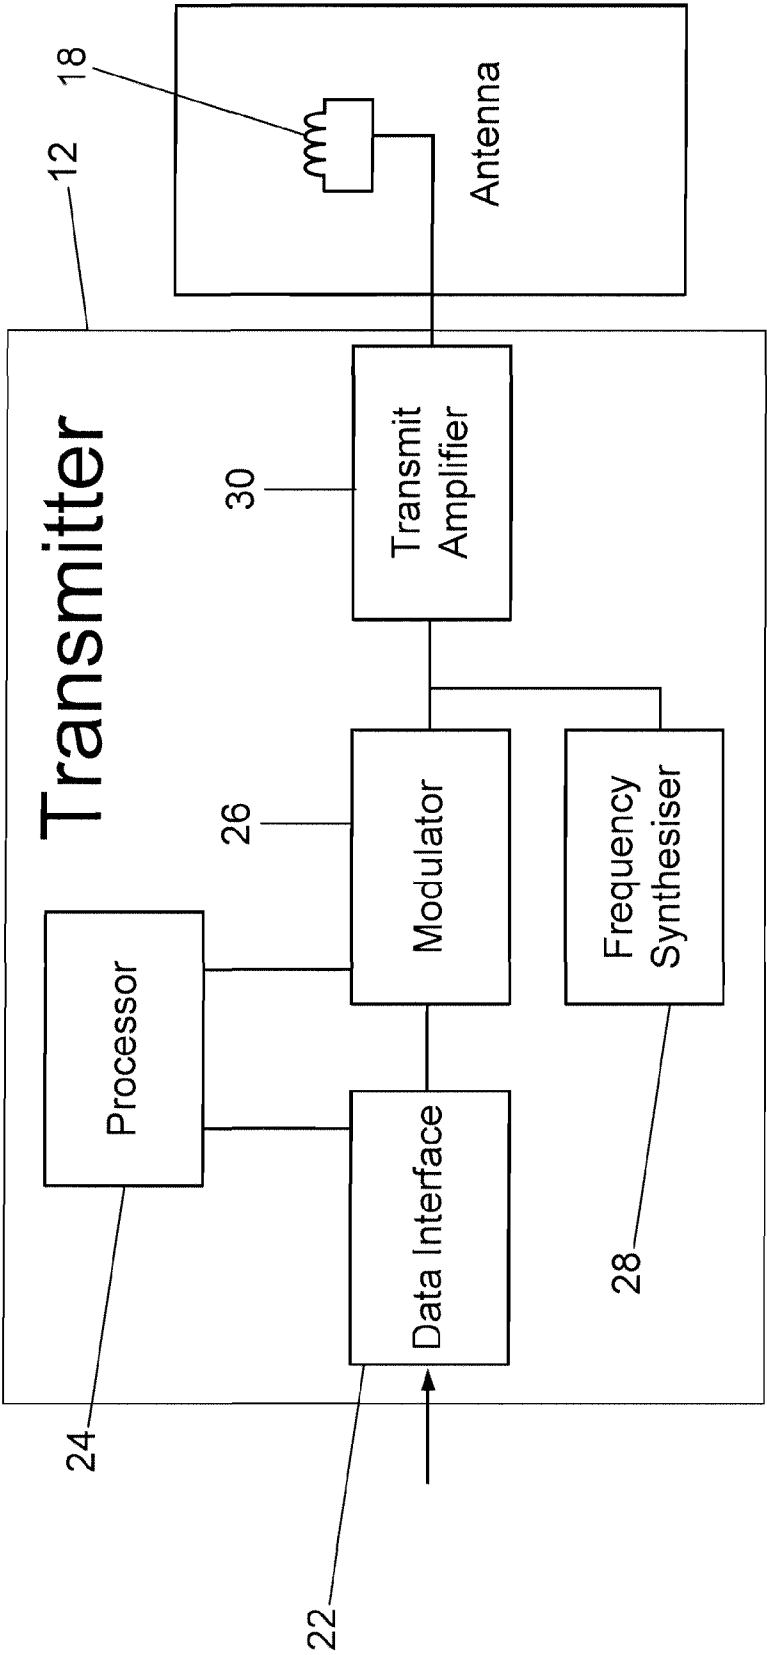 Transmitter
12
18
Antenna
24
Processor
26
30
22
Data Interface
Modulator
Transmit
Amplifier
28
Frequency
Synthesiser